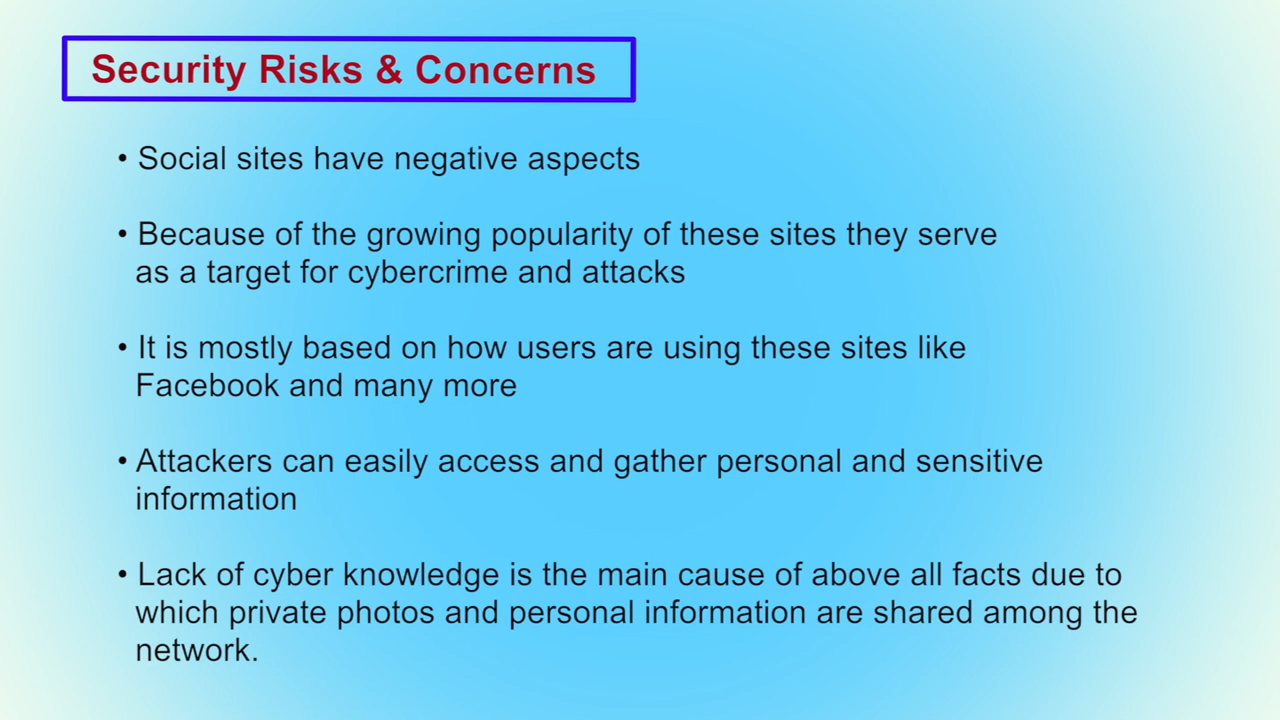 Security Risks & Concerns
• Social sites have negative aspects
• Because of the growing popularity of these sites they serve
as a target for cybercrime and attacks
• It is mostly based on how users are using these sites like
Facebook and many more
• Attackers can easily access and gather personal and sensitive
information
• Lack of cyber knowledge is the main cause of above all facts due to
which private photos and personal information are shared among the
network.